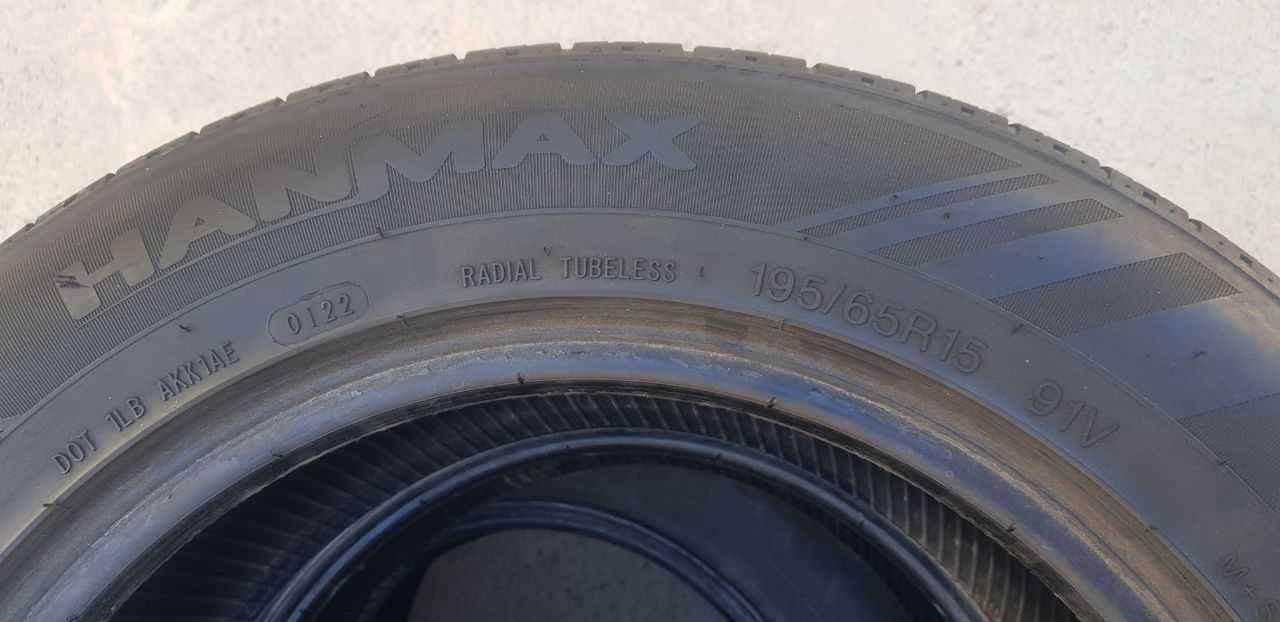 HANMAX
DOT 1LB AKK1AE
0122
RADIAL TUBELESS
195/65R15 91V